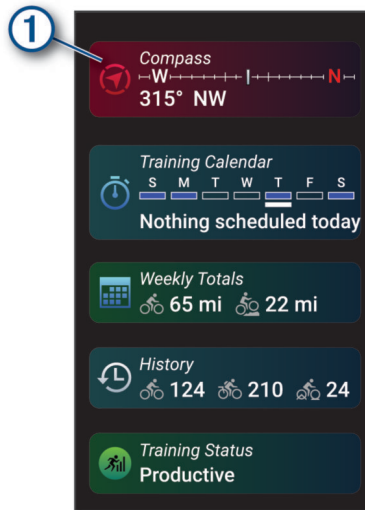 1
Compass
W N
315° NW
Training Calendar
S M T W T F S
Nothing scheduled today
Weekly Totals
65 mi 22 mi
History
124 210 24
Training Status
Productive